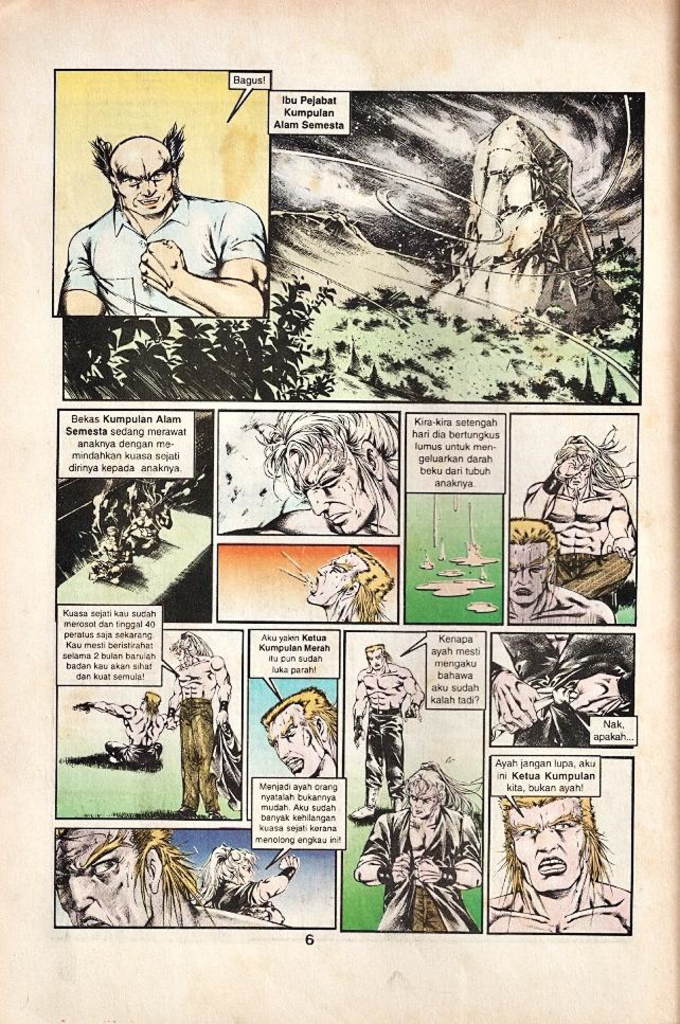 Bagus!
Ibu Pejabat
Kumpulan
Alam Semesta
Bekas Kumpulan Alam
Semesta sedang merawat
anaknya dengan me-
mindahkan kuasa sejati
dirinya kepada anaknya.
Kira-kira setengah
hari dia bertungkus
lumus untuk men-
geluarkan darah
beku dari tubuh
anaknya.
Kuasa sejati kau sudah
merosot dan tinggal 40
peratus saja sekarang.
Kau mesti beristirahat
selama 2 bulan barulah
badan kau akan sihat
dan kuat semula!
Aku yakin Ketua
Kumpulan Merah
itu pun sudah
luka parah!
Menjadi ayah orang
nyatalah bukannya
mudah. Aku sudah
banyak kehilangan
kuasa sejati kerana
menolong engkau ini!
Kenapa
ayah mesti
mengaku
bahawa
aku sudah
kalah tadi?
Nak,
apakah...
Ayah jangan lupa, aku
ini Ketua Kumpulan
kita, bukan ayah!
6